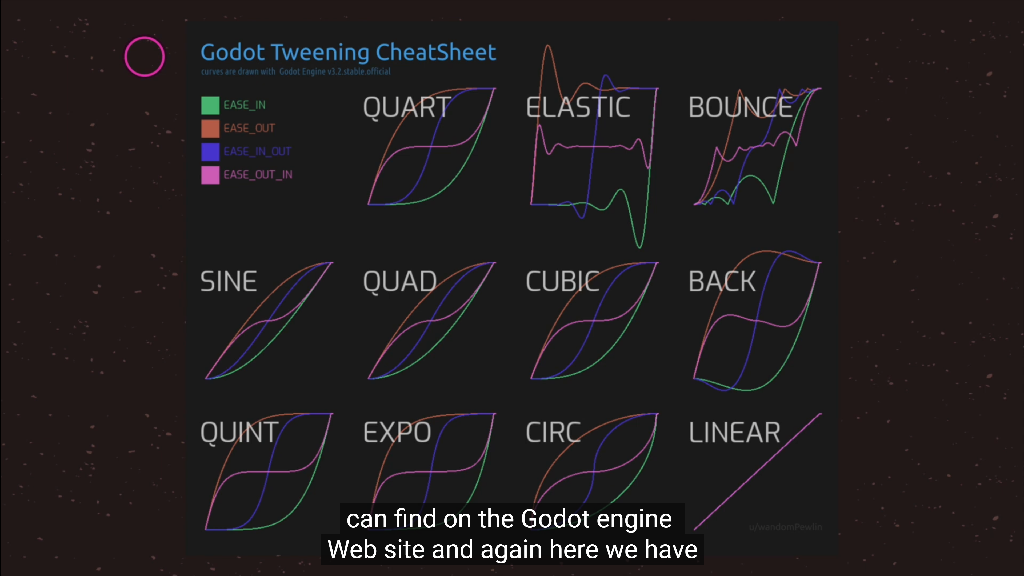 Godot Tweening CheatSheet
curves are drawn with Godot Engine v3.2.stable.official
EASE_IN
EASE_OUT
EASE_IN_OUT
EASE_OUT_IN
QUART
ELASTIC
BOUNCE
SINE
QUAD
CUBIC
BACK
QUINT
EXPO
CIRC
LINEAR
can find on the Godot engine
Web site and again here we have